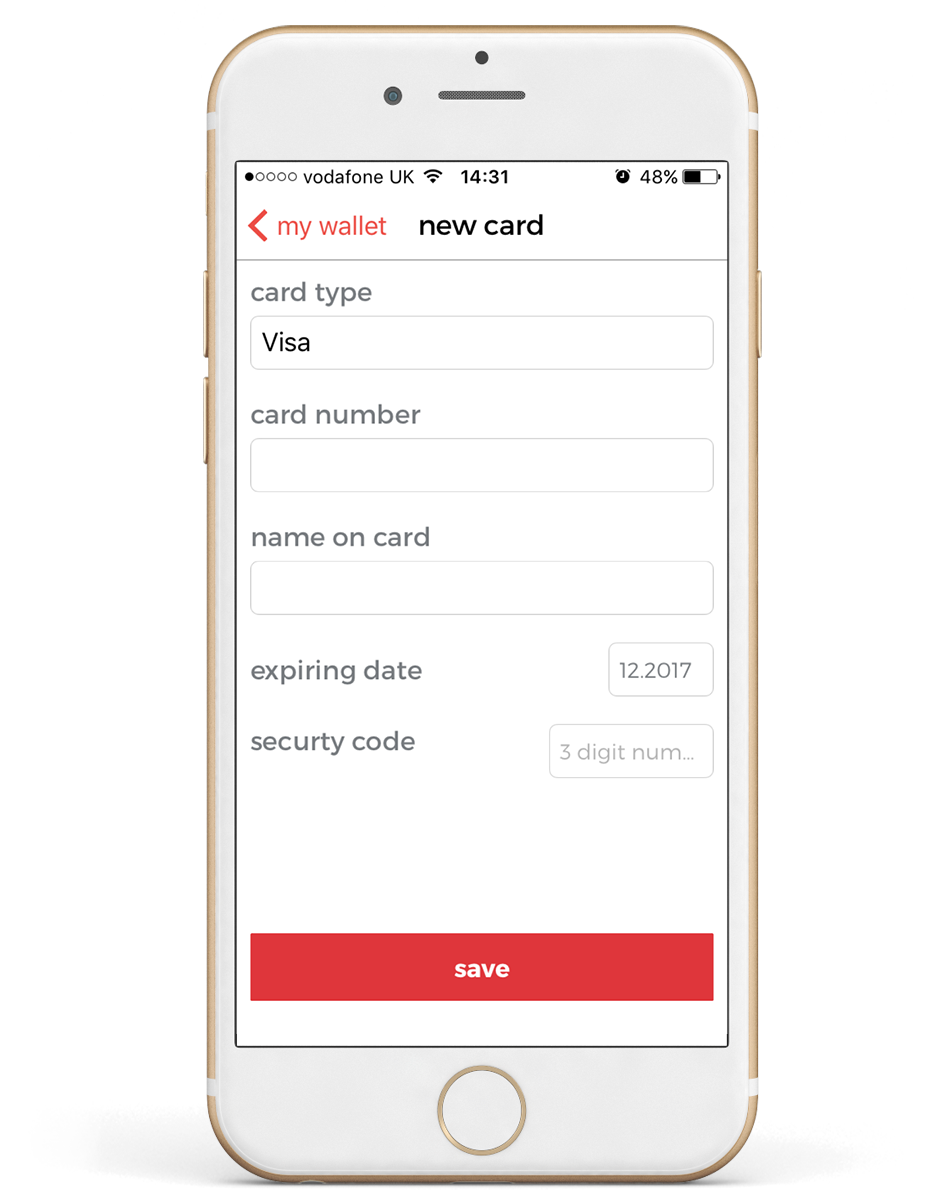 vodafone UK 14:31 48%
my wallet new card
card type
Visa
card number
name on card
expiring date 12.2017
securty code 3 digit num...
save